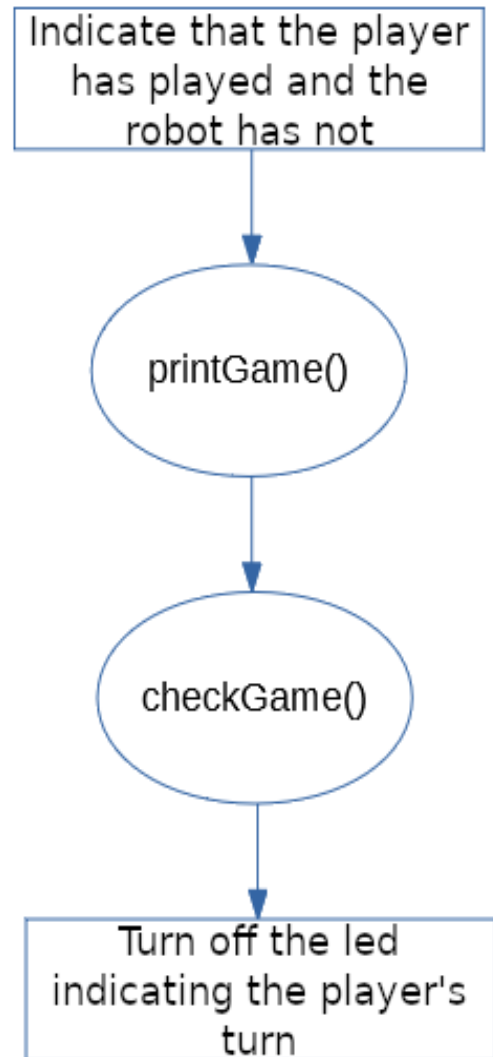 Indicate that the player
has played and the
robot has not
printGame()
checkGame()
Turn off the led
indicating the player's
turn